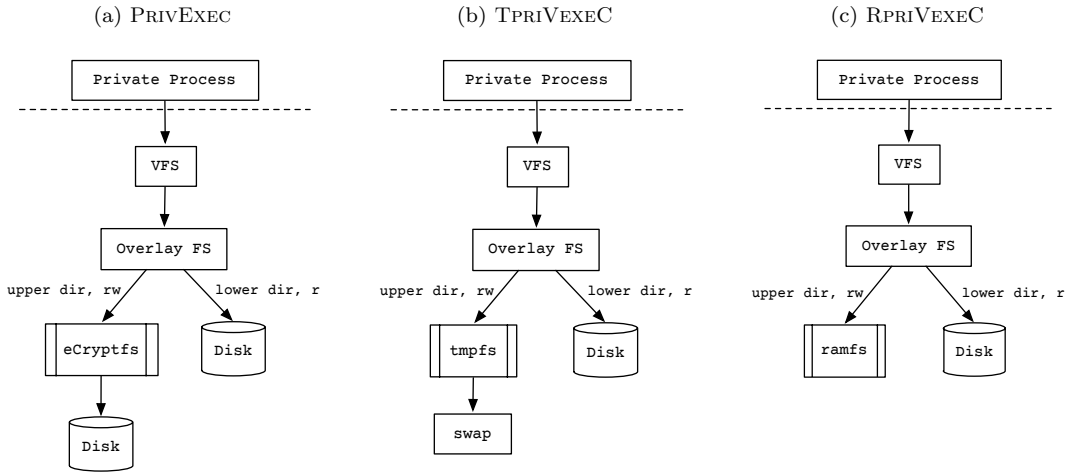 (a) PRIVEXEC
Private Process
VFS
Overlay FS
upper dir, rw
lower dir, r
eCryptfs
Disk
Disk
(b) TPRIVEXEC
Private Process
VFS
Overlay FS
upper dir, rw
lower dir, r
tmpfs
Disk
swap
(c) RPRIVEXEC
Private Process
VFS
Overlay FS
upper dir, rw
lower dir, r
ramfs
Disk